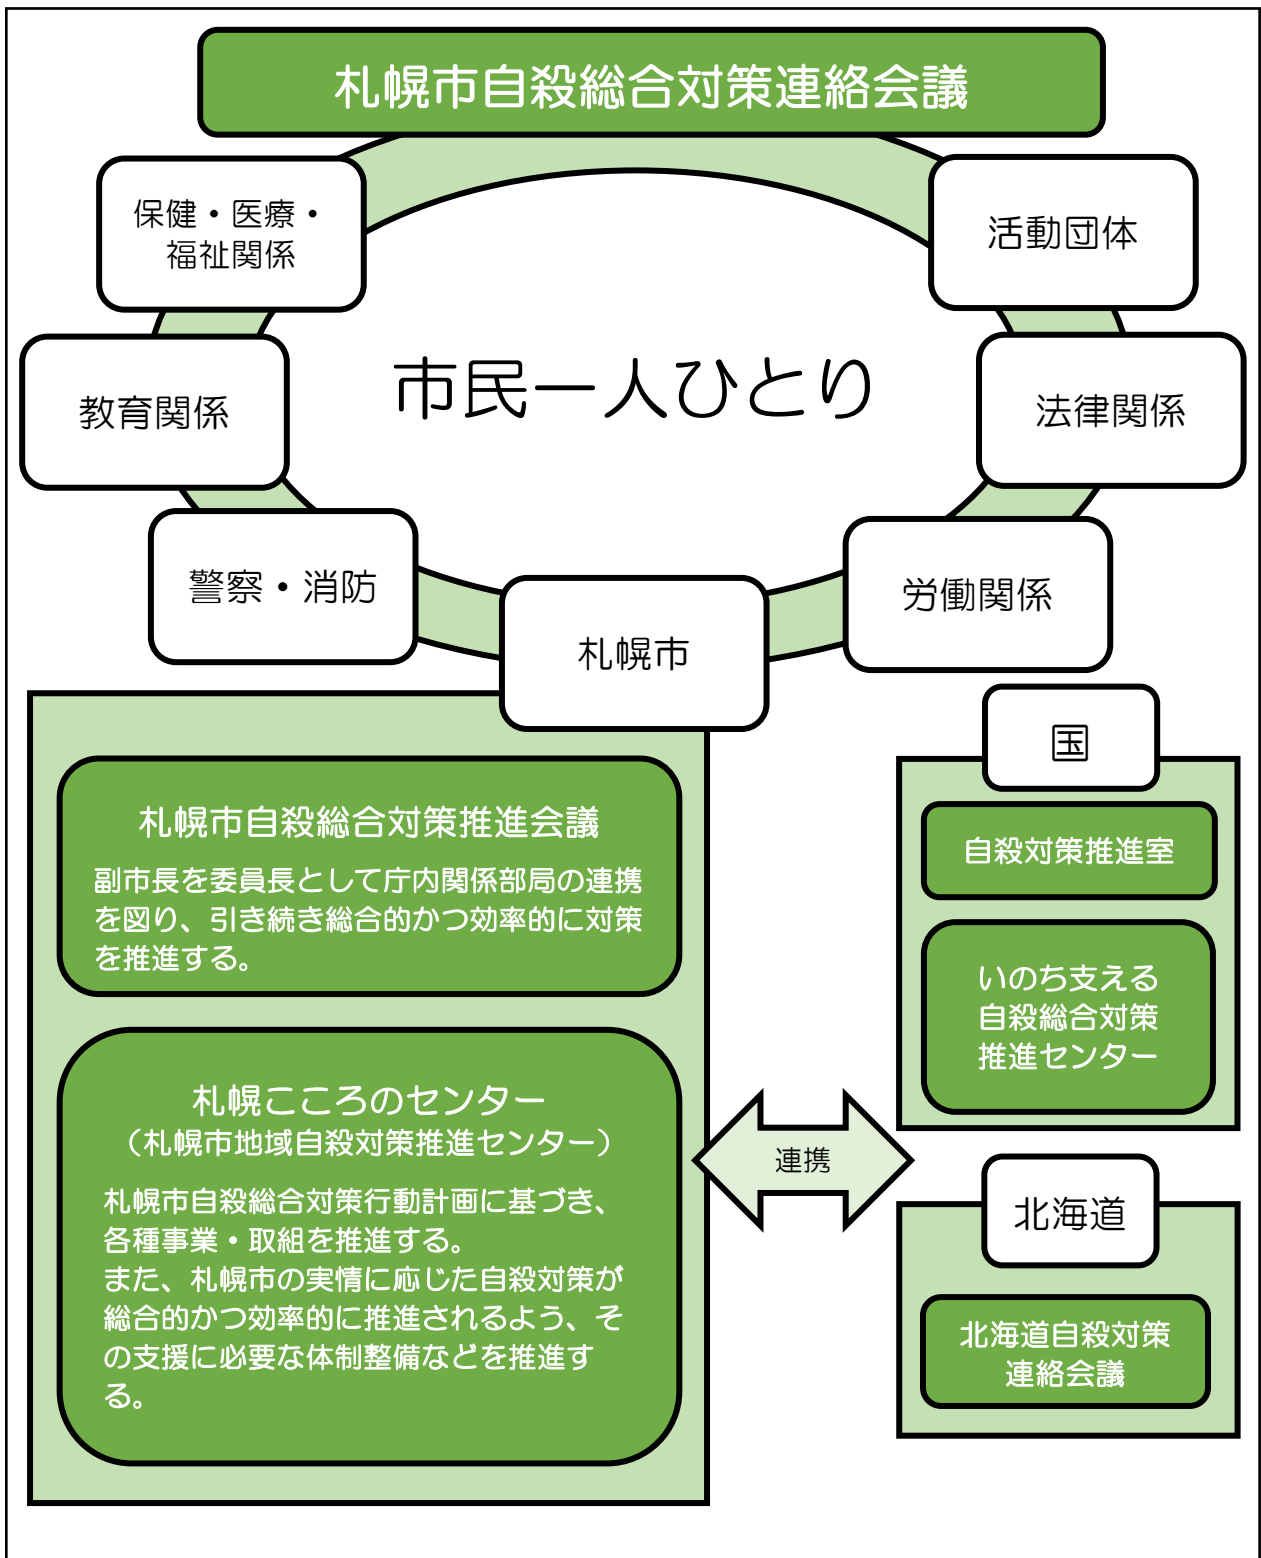 札幌市自殺総合対策連絡会議
保健・医療・
福祉関係
活動団体
教育関係
市民一人ひとり
法律関係
警察・消防
札幌市
労働関係
札幌市自殺総合対策推進会議
副市長を委員長として庁内関係部局の連携
を図り、引き続き総合的かつ効率的に対策
を推進する。
札幌こころのセンター
（札幌市地域自殺対策推進センター）
札幌市自殺総合対策行動計画に基づき、
各種事業・取組を推進する。
また、札幌市の実情に応じた自殺対策が
総合的かつ効率的に推進されるよう、そ
の支援に必要な体制整備などを推進す
る。
連携
国
自殺対策推進室
いのち支える
自殺総合対策
推進センター
北海道
北海道自殺対策
連絡会議